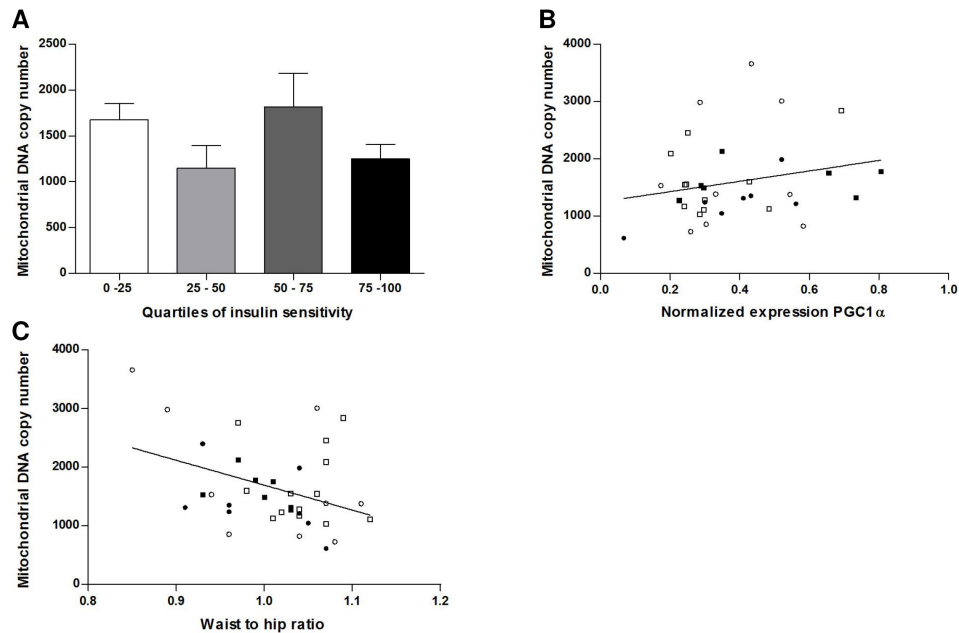 A
Mitochondrial DNA copy number
2500
2000
1500
1000
500
0
0 -25
25 - 50
50 - 75
75 -100
Quartiles of insulin sensitivity
B
Mitochondrial DNA copy number
4000
3000
2000
1000
0
0.0
0.2
0.4
0.6
0.8
1.0
Normalized expression PGC1α
C
Mitochondrial DNA copy number
4000
3000
2000
1000
0
0.8
0.9
1.0
1.1
1.2
Waist to hip ratio